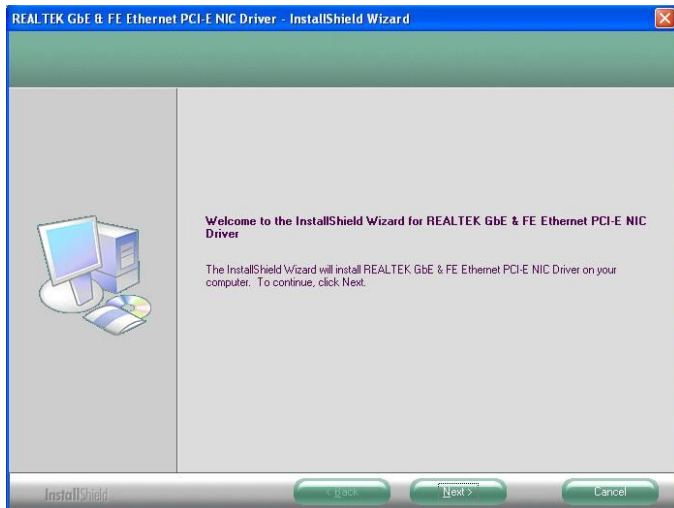 REALTEK GbE & FE Ethernet PCI-E NIC Driver - InstallShield Wizard
Welcome to the InstallShield Wizard for REALTEK GbE & FE Ethernet PCI-E NIC
Driver
The InstallShield Wizard will install REALTEK GbE & FE Ethernet PCI-E NIC Driver on your
computer. To continue, click Next.
InstallShield
< Back
Next >
Cancel